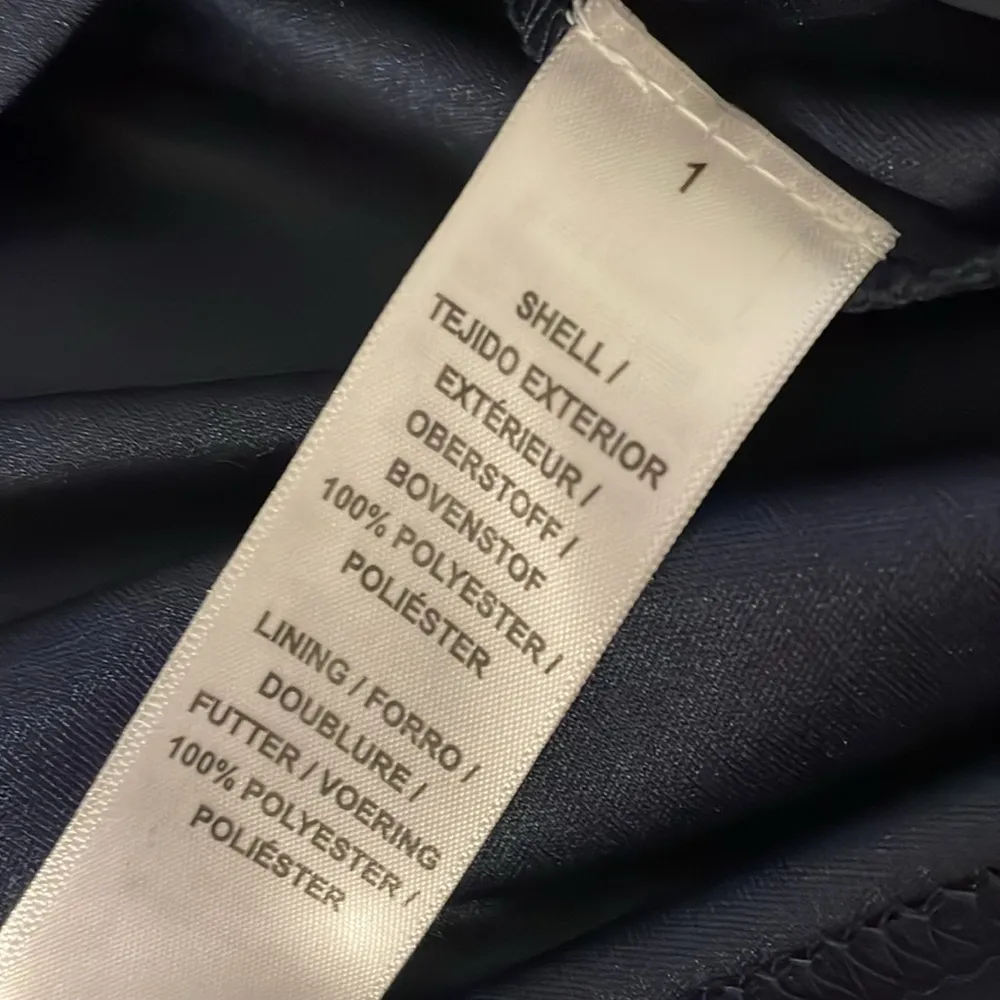 1
SHELL /
TEJIDO EXTERIOR
EXTÉRIEUR /
OBERSTOFF /
BOVENSTOF
100% POLYESTER /
POLIÉSTER
LINING / FORRO /
DOUBLURE /
FUTTER / VOERING
100% POLYESTER /
POLIÉSTER